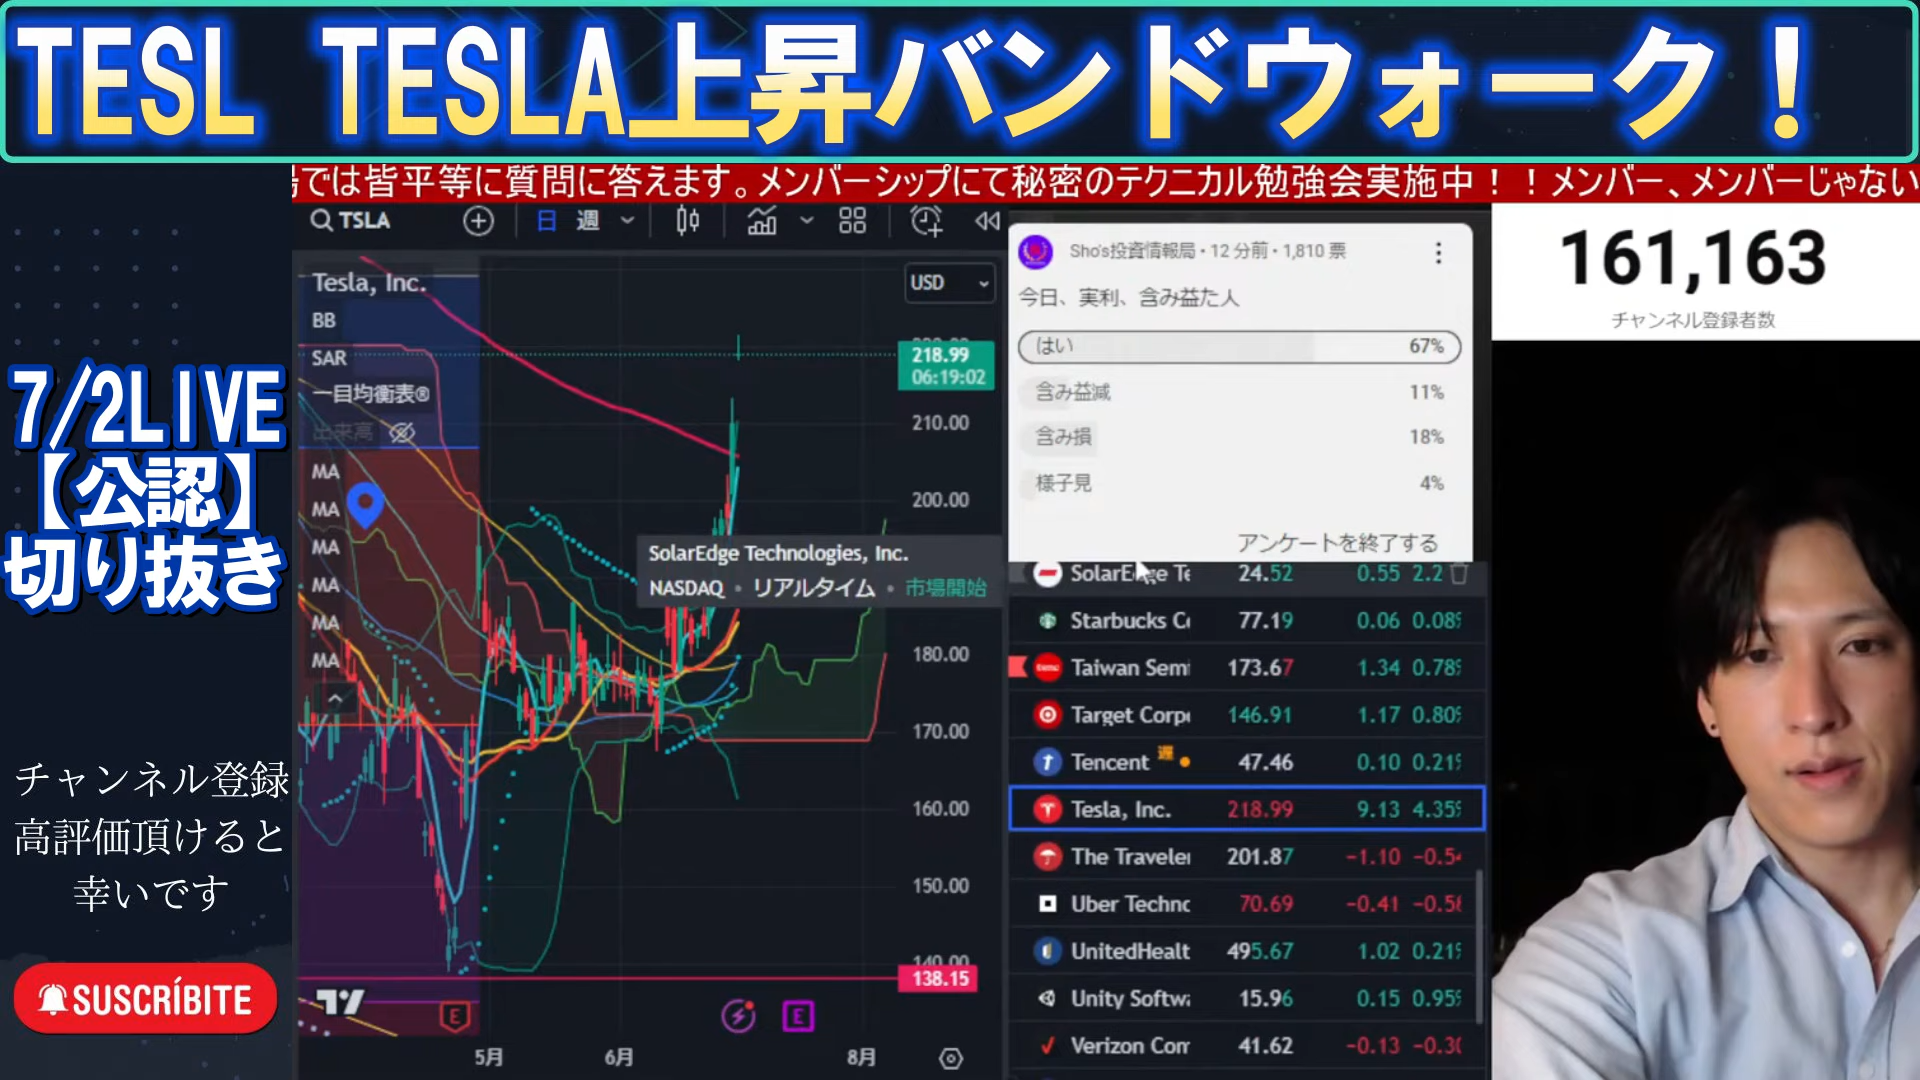 TESL TESLA上昇バンドウォーク！
では皆平等に質問に答えます。メンバーシップにて秘密のテクニカル勉強会実施中！！メンバー、メンバーじゃない
7/2LIVE
【公認】
切り抜き
チャンネル登録
高評価頂けると
幸いです
SUSCRÍBITE
TSLA
日 週
Tesla, Inc.
BB
SAR
一目均衡表®
出来高
MA
MA
MA
MA
MA
MA
USD
218.99
06:19:02
210.00
200.00
180.00
170.00
160.00
150.00
140.00
138.15
SolarEdge Technologies, Inc.
NASDAQ • リアルタイム • 市場開始
E
E
5月 6月 8月
Sho's投資情報局・12 分前・1,810 票
今日、実利、含み益た人
はい 67%
含み益減 11%
含み損 18%
様子見 4%
アンケートを終了する
SolarEdge Te 24.52 0.55 2.2
Starbucks Co 77.19 0.06 0.08%
Taiwan Semi 173.67 1.34 0.78%
Target Corpo 146.91 1.17 0.80%
Tencent 遅 47.46 0.10 0.21%
Tesla, Inc. 218.99 9.13 4.35%
The Traveler 201.87 −1.10 −0.54
Uber Techno 70.69 −0.41 −0.58
UnitedHealt 495.67 1.02 0.21%
Unity Softwa 15.96 0.15 0.95%
Verizon Com 41.62 −0.13 −0.30
161,163
チャンネル登録者数